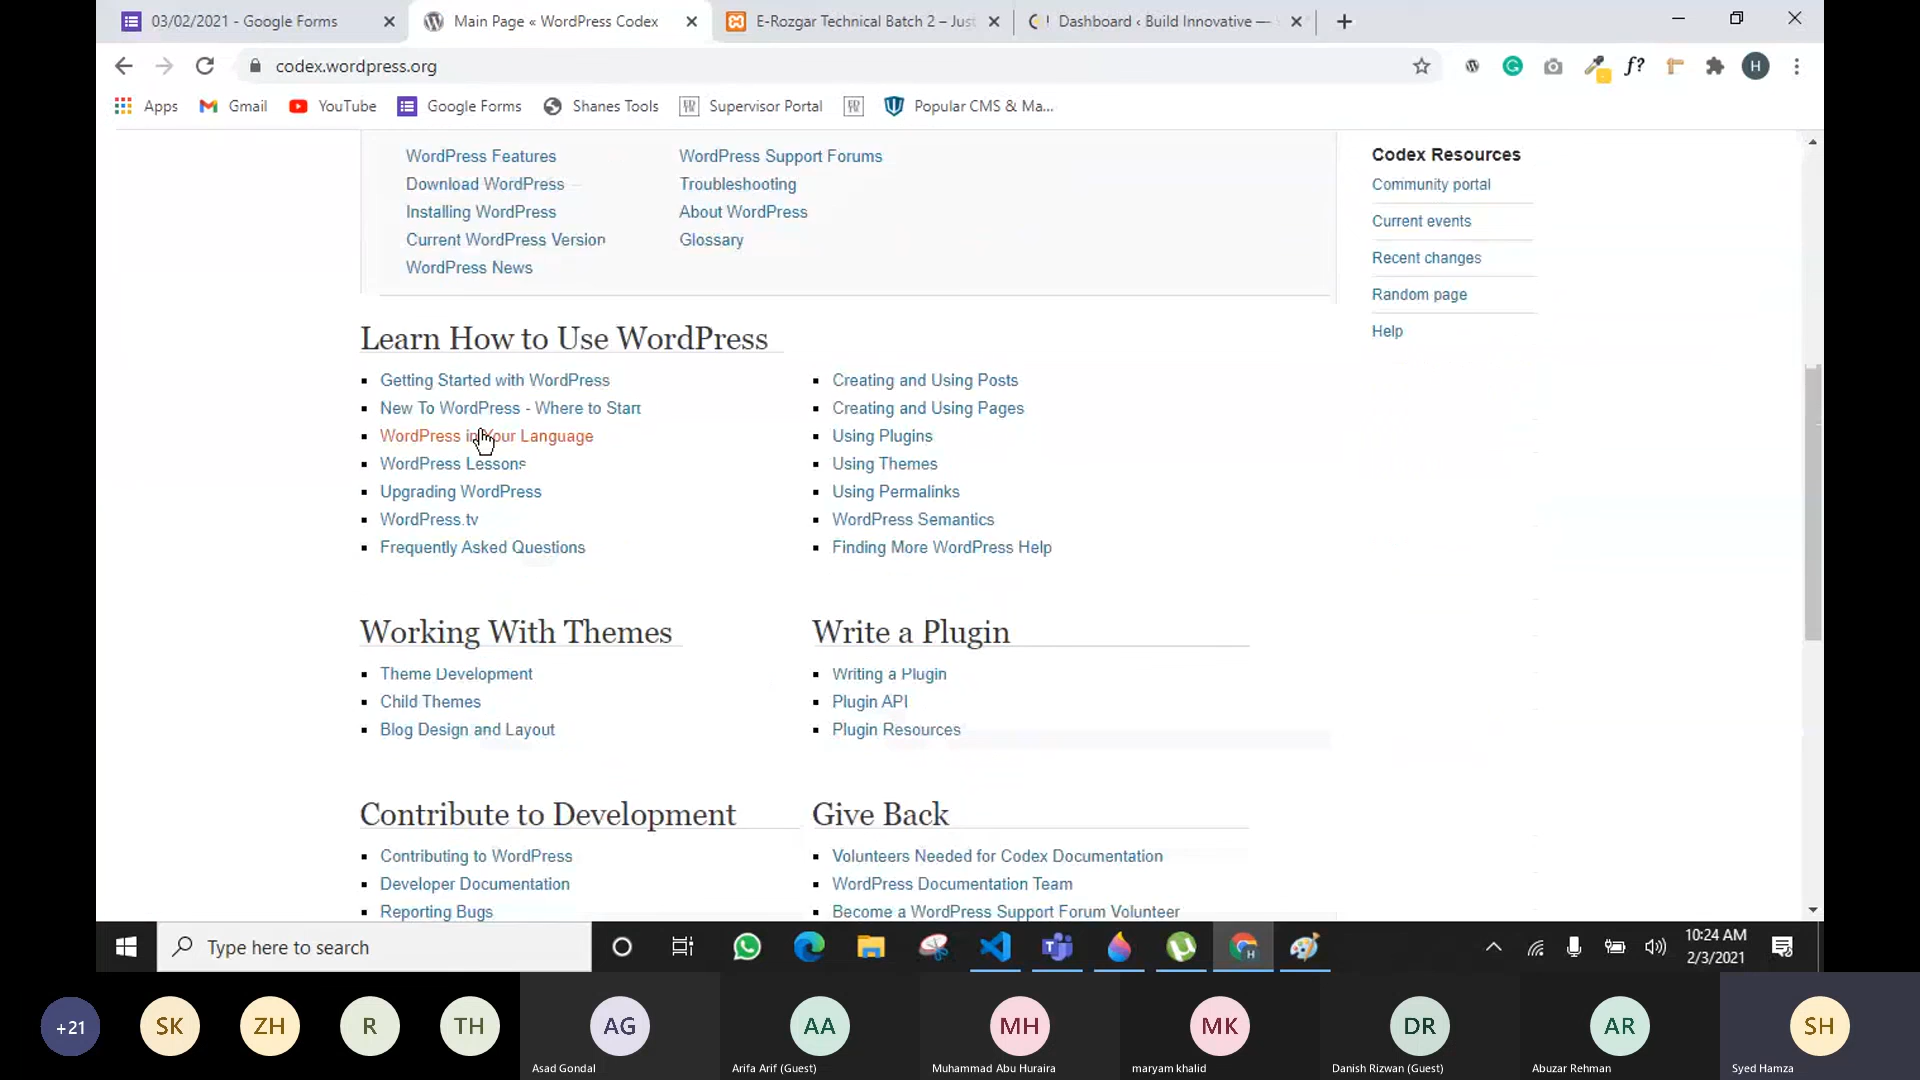 03/02/2021 - Google Forms
Main Page « WordPress Codex
E-Rozgar Technical Batch 2 – Just
Dashboard ‹ Build Innovative —
codex.wordpress.org
f?
H
Apps
Gmail
YouTube
Google Forms
Shanes Tools
Supervisor Portal
Popular CMS & Ma...
WordPress Features
WordPress Support Forums
Download WordPress
Troubleshooting
Installing WordPress
About WordPress
Current WordPress Version
Glossary
WordPress News
Codex Resources
Community portal
Current events
Recent changes
Random page
Help
Learn How to Use WordPress
Getting Started with WordPress
New To WordPress - Where to Start
WordPress in Your Language
WordPress Lessons
Upgrading WordPress
WordPress.tv
Frequently Asked Questions
Creating and Using Posts
Creating and Using Pages
Using Plugins
Using Themes
Using Permalinks
WordPress Semantics
Finding More WordPress Help
Working With Themes
Theme Development
Child Themes
Blog Design and Layout
Write a Plugin
Writing a Plugin
Plugin API
Plugin Resources
Contribute to Development
Contributing to WordPress
Developer Documentation
Reporting Bugs
Give Back
Volunteers Needed for Codex Documentation
WordPress Documentation Team
Become a WordPress Support Forum Volunteer
Type here to search
10:24 AM
2/3/2021
+21
SK
ZH
R
TH
AG
AA
MH
MK
DR
AR
SH
Asad Gondal
Arifa Arif (Guest)
Muhammad Abu Huraira
maryam khalid
Danish Rizwan (Guest)
Abuzar Rehman
Syed Hamza